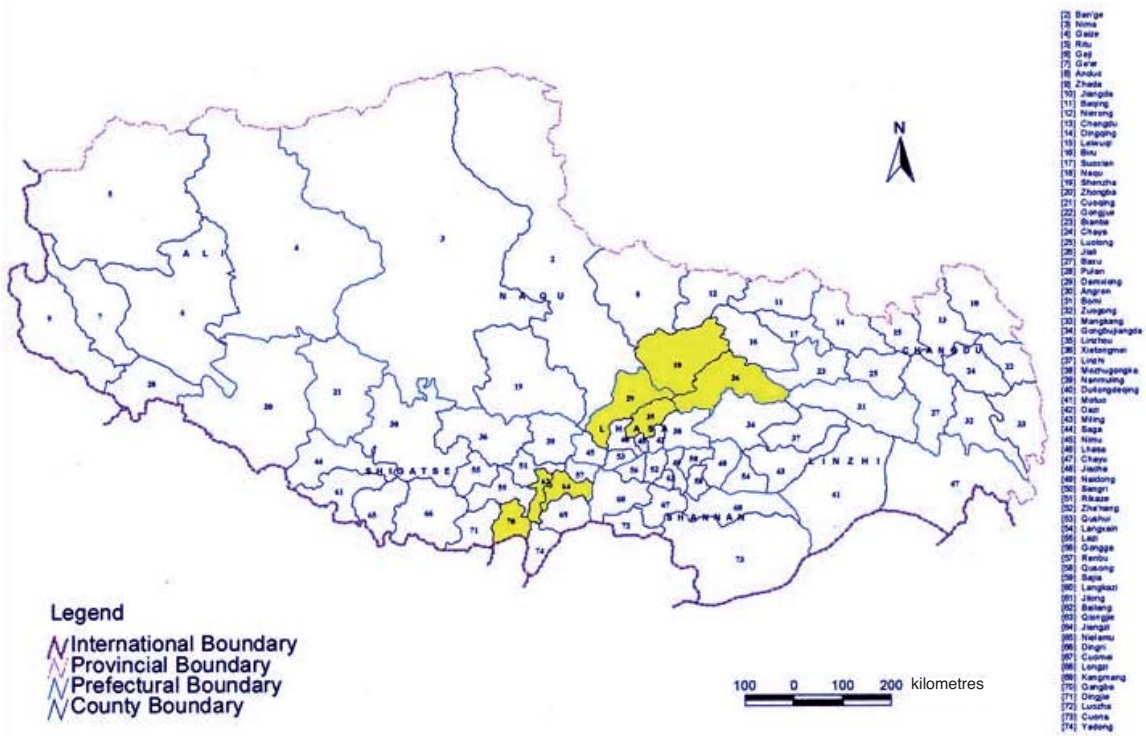 [2] Ban'ge
[3] Nima
[4] Gaize
[5] Ritu
[6] Geji
[7] Ge'er
[8] Anduo
[9] Zhada
[10] Jiangda
[11] Baqing
[12] Nierong
[13] Changdu
[14] Dingqing
[15] Leiwuqi
[16] Biru
[17] Suoxian
[18] Naqu
[19] Shenzha
[20] Zhongba
[21] Cuoqing
[22] Gongjue
[23] Bianba
[24] Chaya
[25] Luolong
[26] Jiali
[27] Basu
[28] Pulan
[29] Damxiong
[30] Angren
[31] Bomi
[32] Zuogong
[33] Mangkang
[34] Gongbujiangda
[35] Linzhou
[36] Xietongmei
[37] Linzhi
[38] Mozhugongka
[39] Nanmuling
[40] Duilongdeqing
[41] Motuo
[42] Dazi
[43] Miling
[44] Saga
[45] Nimu
[46] Lhasa
[47] Chayu
[48] Jiacha
[49] Naidong
[50] Sangri
[51] Rikaze
[52] Zha'nang
[53] Qushui
[54] Langxain
[55] Lazi
[56] Gongga
[57] Renbu
[58] Qusong
[59] Sajia
[60] Langkazi
[61] Jilong
[62] Bailang
[63] Qiongjie
[64] Jiangzi
[65] Nielamu
[66] Dingri
[67] Cuomei
[68] Longzi
[69] Kangmang
[70] Gangba
[71] Dingjie
[72] Luozha
[73] Cuona
[74] Yadong
N
ALI
NAQU
CHANGDU
LHASA
SHIGATSE
LINZHI
SHANNAN
Legend
International Boundary
Provincial Boundary
Prefectural Boundary
County Boundary
100 0 100 200 kilometres